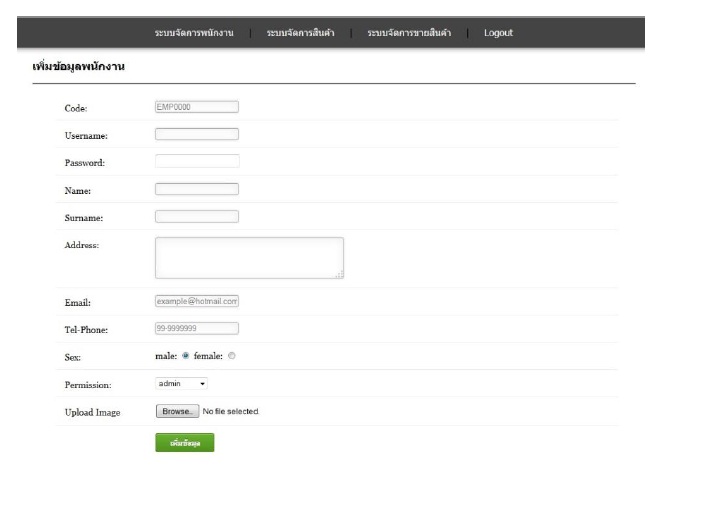 ระบบจัดการพนักงาน | ระบบจัดการสินค้า | ระบบจัดการขายสินค้า | Logout
เพิ่มข้อมูลพนักงาน
Code: EMP0000
Username:
Password:
Name:
Surname:
Address:
Email: example@hotmail.com
Tel-Phone: 99-9999999
Sex: male: female:
Permission: admin
Upload Image Browse.. No file selected.
เพิ่มข้อมูล